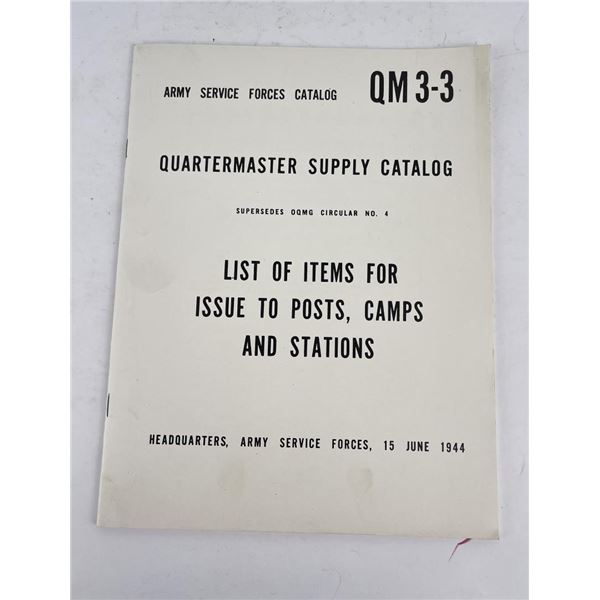 ARMY SERVICE FORCES CATALOG QM 3-3
QUARTERMASTER SUPPLY CATALOG
SUPERSEDES OQMG CIRCULAR NO. 4
LIST OF ITEMS FOR
ISSUE TO POSTS, CAMPS
AND STATIONS
HEADQUARTERS, ARMY SERVICE FORCES, 15 JUNE 1944